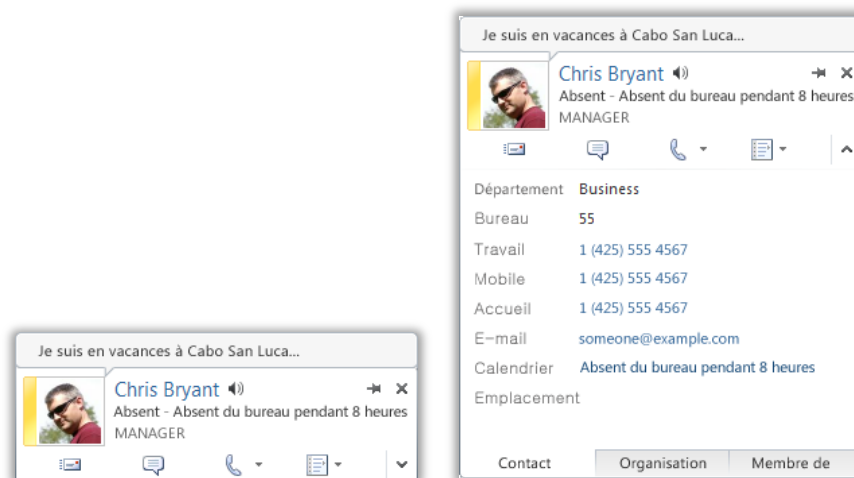 Je suis en vacances à Cabo San Luca...
Chris Bryant
Absent - Absent du bureau pendant 8 heures
MANAGER
Je suis en vacances à Cabo San Luca...
Chris Bryant
Absent - Absent du bureau pendant 8 heures
MANAGER
Département Business
Bureau 55
Travail 1 (425) 555 4567
Mobile 1 (425) 555 4567
Accueil 1 (425) 555 4567
E-mail someone@example.com
Calendrier Absent du bureau pendant 8 heures
Emplacement
Contact Organisation Membre de